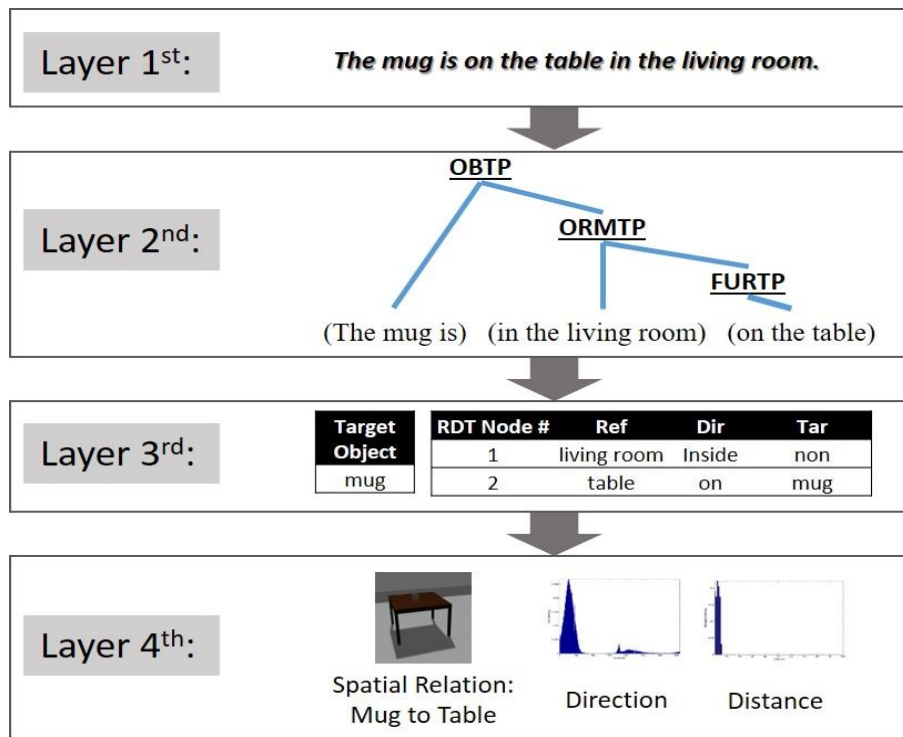 Layer 1st:
The mug is on the table in the living room.
Layer 2nd:
OBTP
ORMTP
FURTP
(The mug is) (in the living room) (on the table)
Layer 3rd:
Target Object
mug
RDT Node # Ref Dir Tar
1 living room Inside non
2 table on mug
Layer 4th:
Spatial Relation:
Mug to Table
Direction
Distance